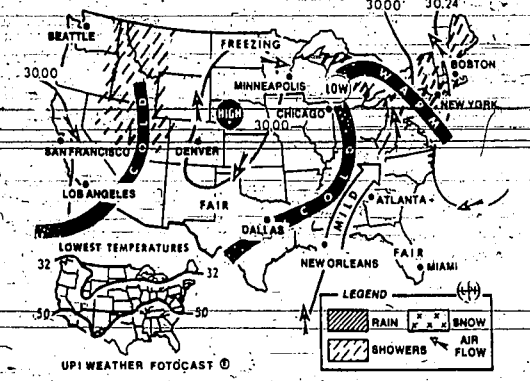 3000
30.24
SEATTLE
FREEZING
BOSTON
30.00
MINNEAPOLIS
LOW
WARM
NEW YORK
COLD
HIGH
CHICAGO
30.00
SAN FRANCISCO
DENVER
LOS ANGELES
FAIR
COLD
MILD
ATLANTA
DALLAS
LOWEST TEMPERATURES
NEW ORLEANS
FAIR
MIAMI
32
32
50
50
LEGEND
RAIN
SNOW
SHOWERS
AIR
FLOW
UPI WEATHER FOTOCAST ®